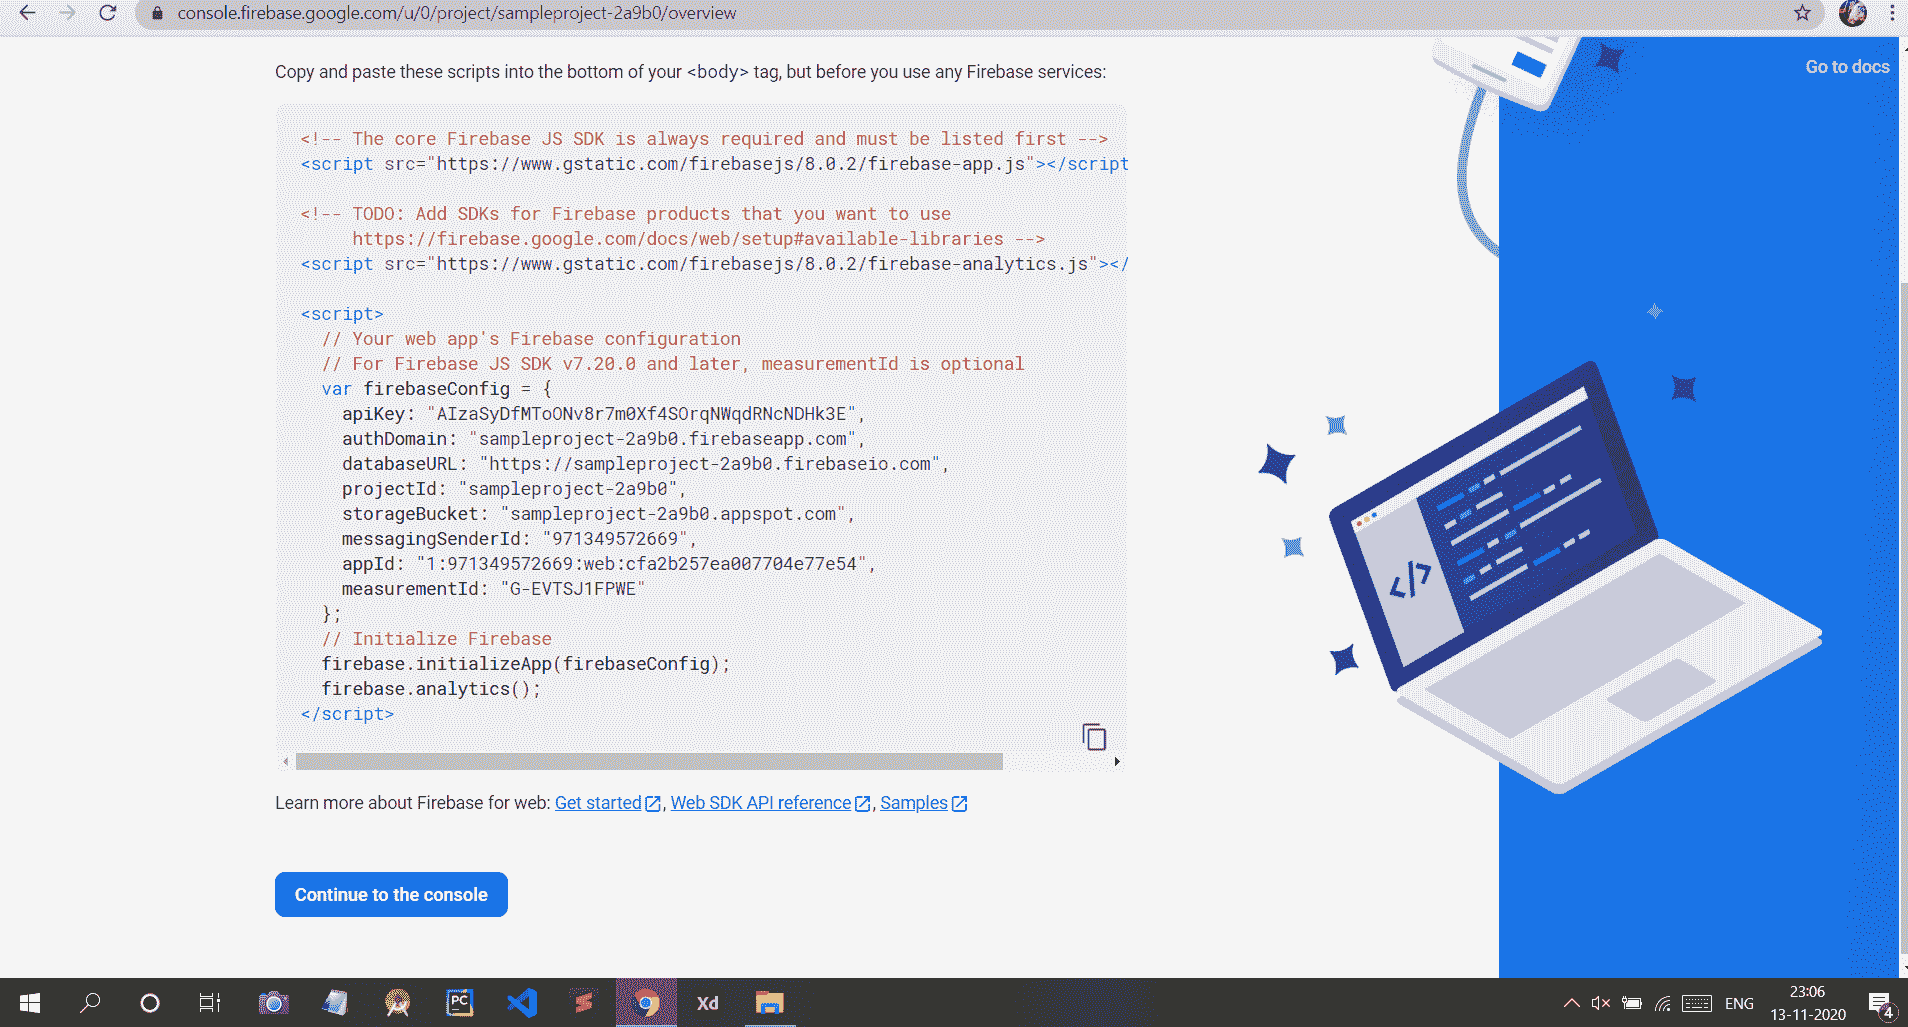 console.firebase.google.com/u/0/project/sampleproject-2a9b0/overview
Go to docs
Copy and paste these scripts into the bottom of your <body> tag, but before you use any Firebase services:
<!-- The core Firebase JS SDK is always required and must be listed first -->
<script src="https://www.gstatic.com/firebasejs/8.0.2/firebase-app.js"></script
<!-- TODO: Add SDKs for Firebase products that you want to use
https://firebase.google.com/docs/web/setup#available-libraries -->
<script src="https://www.gstatic.com/firebasejs/8.0.2/firebase-analytics.js"></
<script>
// Your web app's Firebase configuration
// For Firebase JS SDK v7.20.0 and later, measurementId is optional
var firebaseConfig = {
apiKey: "AIzaSyDfMToONv8r7m0Xf4SOrqNWqdRNcNDHk3E",
authDomain: "sampleproject-2a9b0.firebaseapp.com",
databaseURL: "https://sampleproject-2a9b0.firebaseio.com",
projectId: "sampleproject-2a9b0",
storageBucket: "sampleproject-2a9b0.appspot.com",
messagingSenderId: "971349572669",
appId: "1:971349572669:web:cfa2b257ea007704e77e54",
measurementId: "G-EVTSJ1FPWE"
};
// Initialize Firebase
firebase.initializeApp(firebaseConfig);
firebase.analytics();
</script>
</>
Learn more about Firebase for web: Get started, Web SDK API reference, Samples
Continue to the console
PC
Xd
ENG
23:06
13-11-2020
4